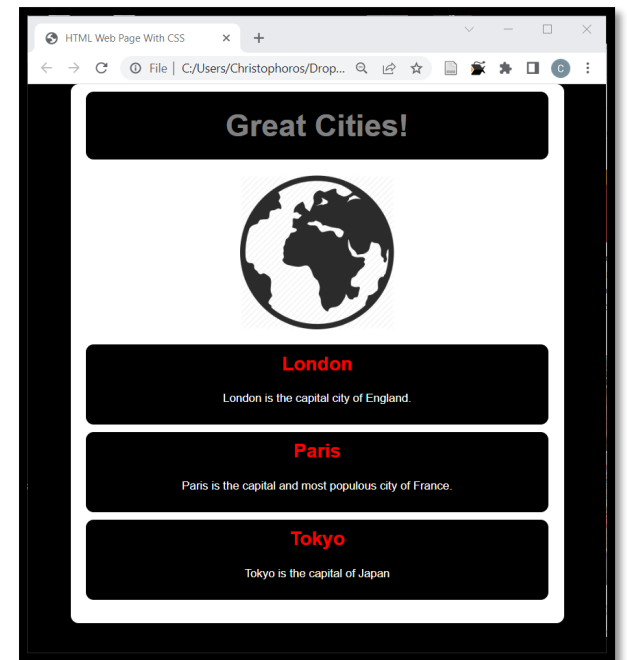 HTML Web Page With CSS
File | C:/Users/Christophoros/Drop...
C
Great Cities!
London
London is the capital city of England.
Paris
Paris is the capital and most populous city of France.
Tokyo
Tokyo is the capital of Japan